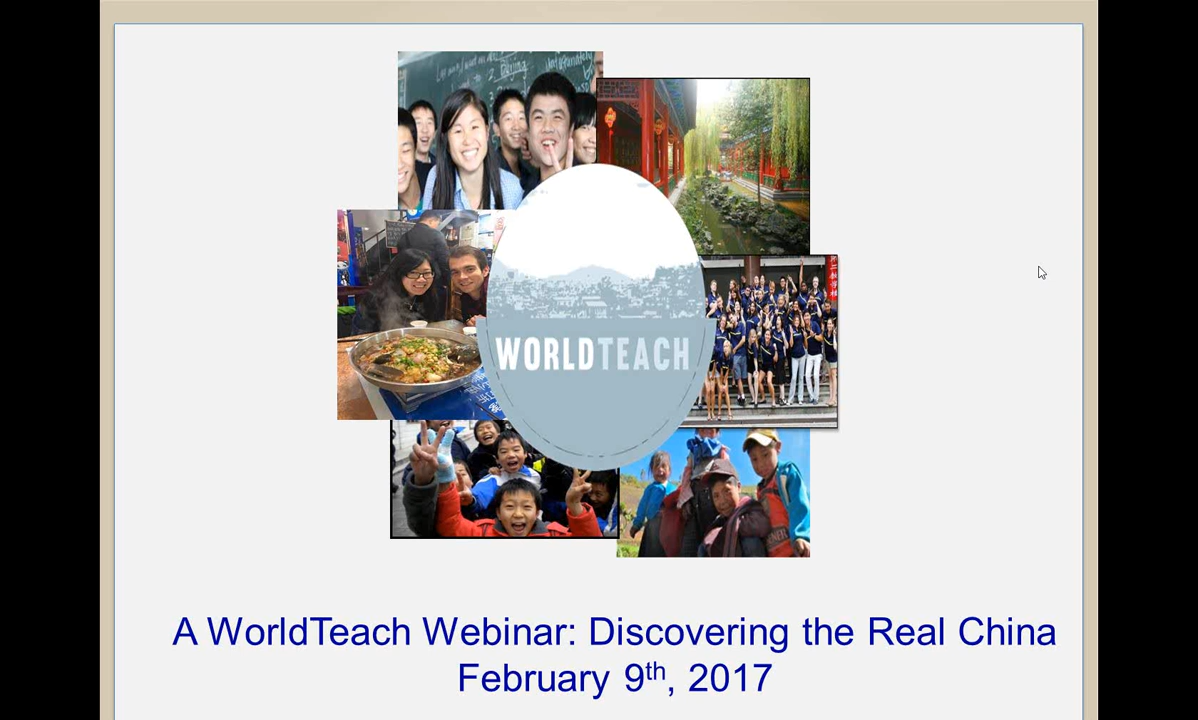 WORLDTEACH
A WorldTeach Webinar: Discovering the Real China
February 9th, 2017